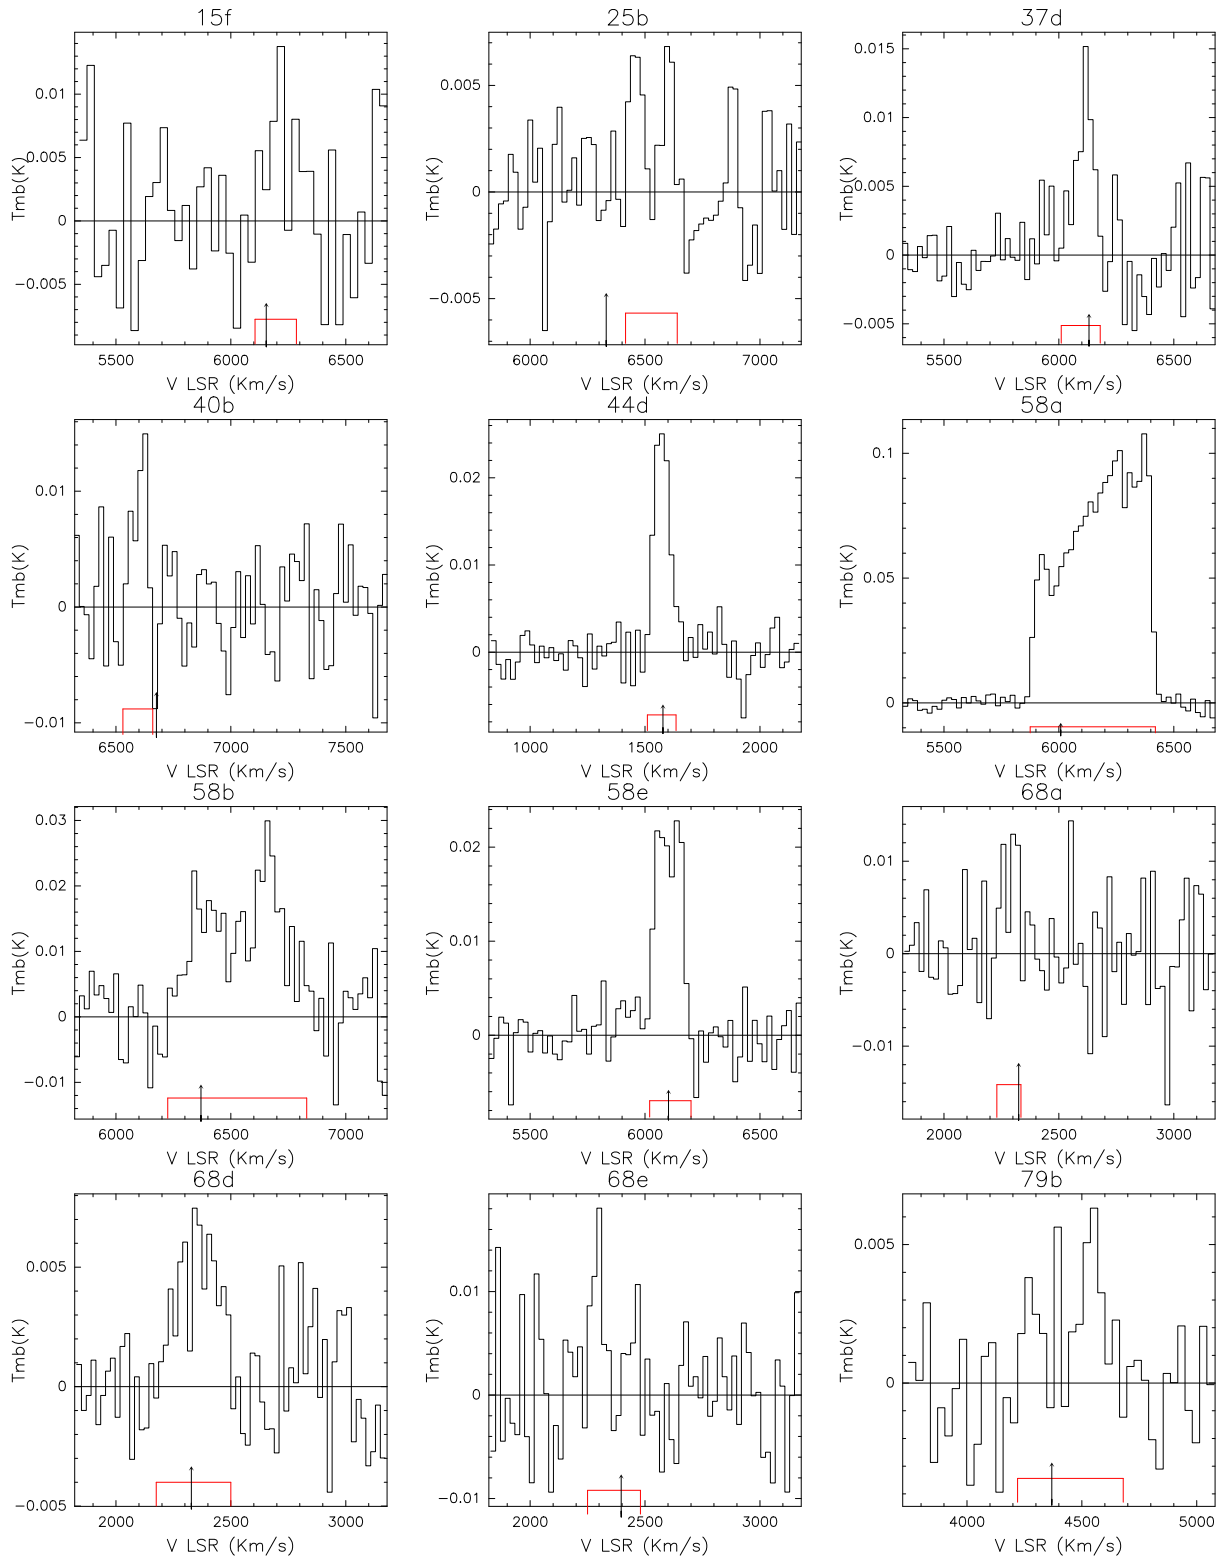 15f
25b
37d
0.01
0.005
0
−0.005
Tmb(K)
5500 6000 6500
V LSR (Km/s)
0.005
0
−0.005
Tmb(K)
6000 6500 7000
V LSR (Km/s)
0.015
0.01
0.005
0
−0.005
Tmb(K)
5500 6000 6500
V LSR (Km/s)
40b
44d
58a
0.01
0
−0.01
Tmb(K)
6500 7000 7500
V LSR (Km/s)
0.02
0.01
0
Tmb(K)
1000 1500 2000
V LSR (Km/s)
0.1
0.05
0
Tmb(K)
5500 6000 6500
V LSR (Km/s)
58b
58e
68a
0.03
0.02
0.01
0
−0.01
Tmb(K)
6000 6500 7000
V LSR (Km/s)
0.02
0.01
0
Tmb(K)
5500 6000 6500
V LSR (Km/s)
0.01
0
−0.01
Tmb(K)
2000 2500 3000
V LSR (Km/s)
68d
68e
79b
0.005
0
−0.005
Tmb(K)
2000 2500 3000
V LSR (Km/s)
0.01
0
−0.01
Tmb(K)
2000 2500 3000
V LSR (Km/s)
0.005
0
Tmb(K)
4000 4500 5000
V LSR (Km/s)